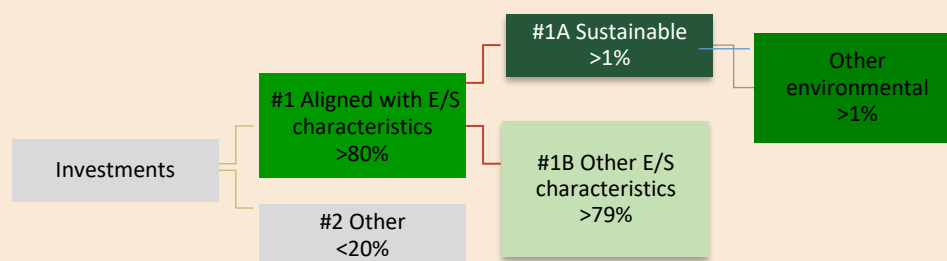 Investments
#1 Aligned with E/S
characteristics
>80%
#2 Other
<20%
#1A Sustainable
>1%
#1B Other E/S
characteristics
>79%
Other
environmental
>1%